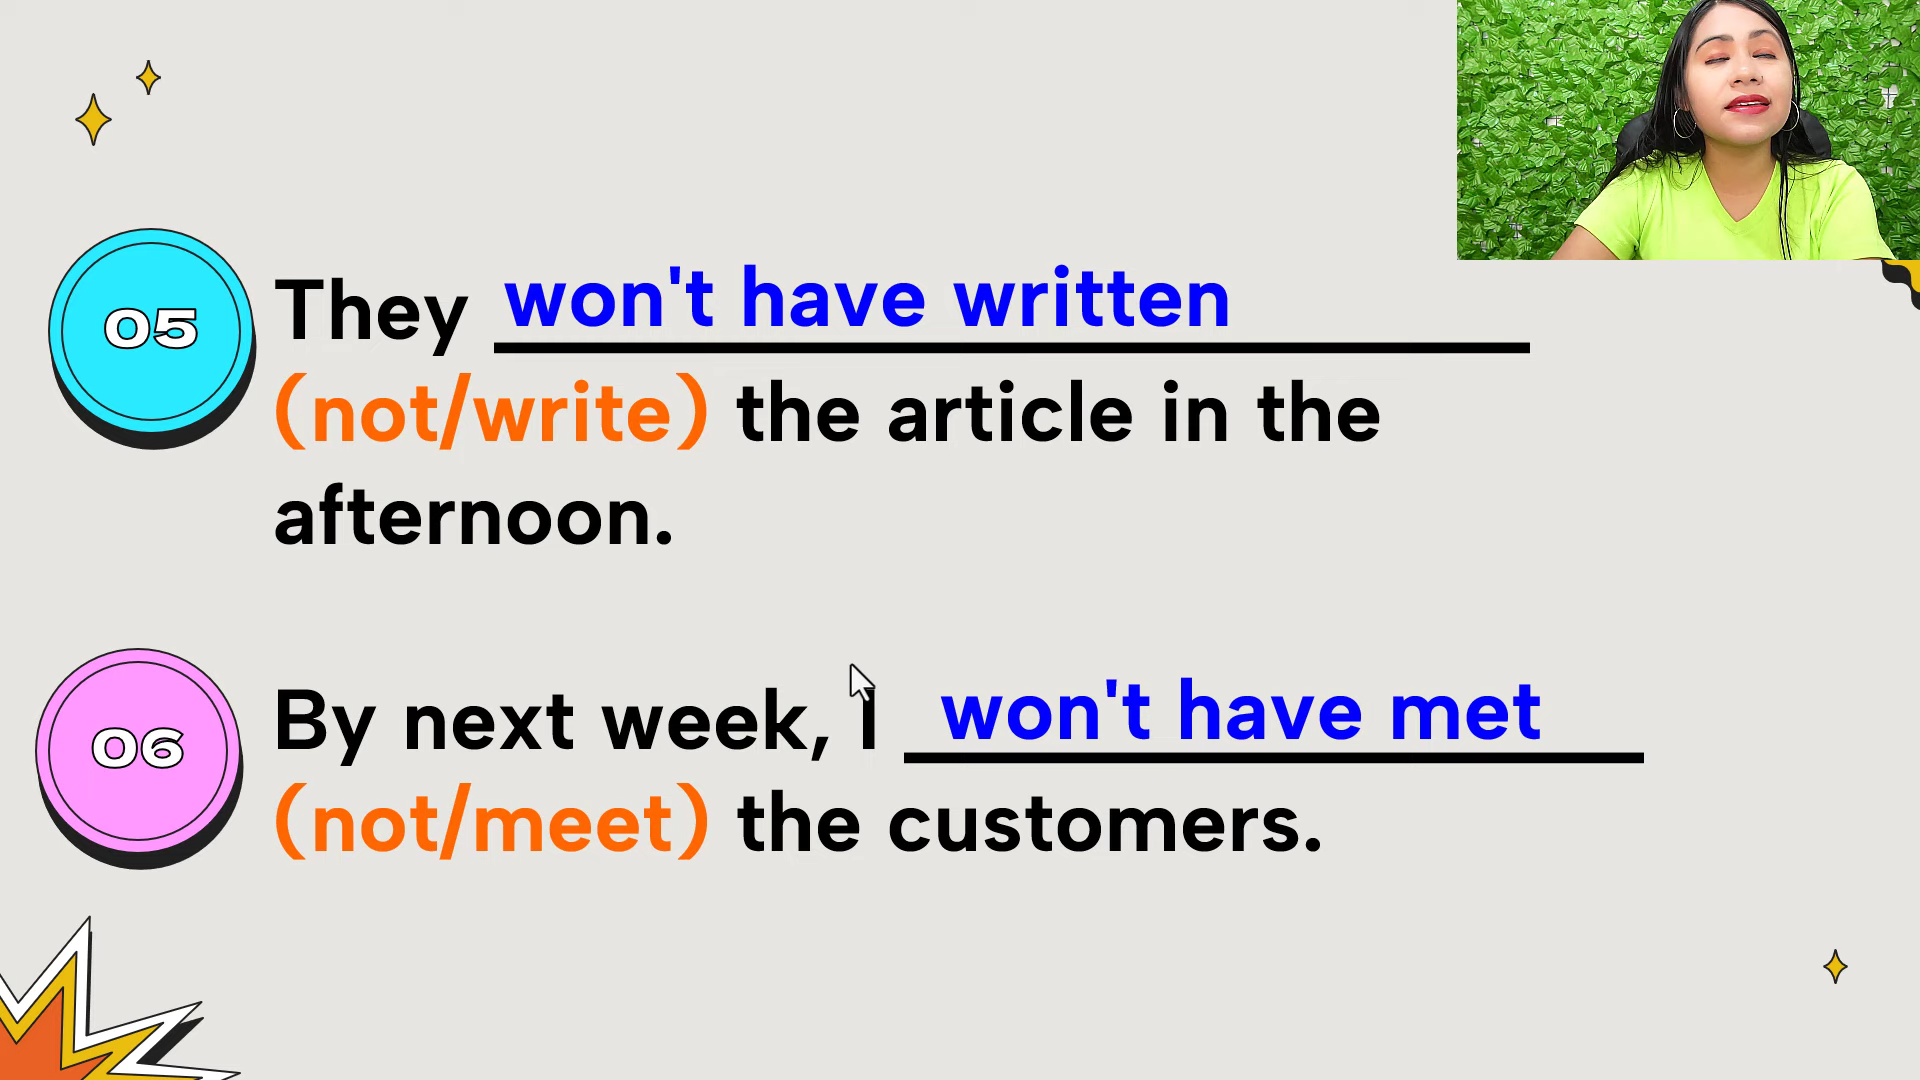 05
They won't have written
(not/write) the article in the
afternoon.
06
By next week, I won't have met
(not/meet) the customers.